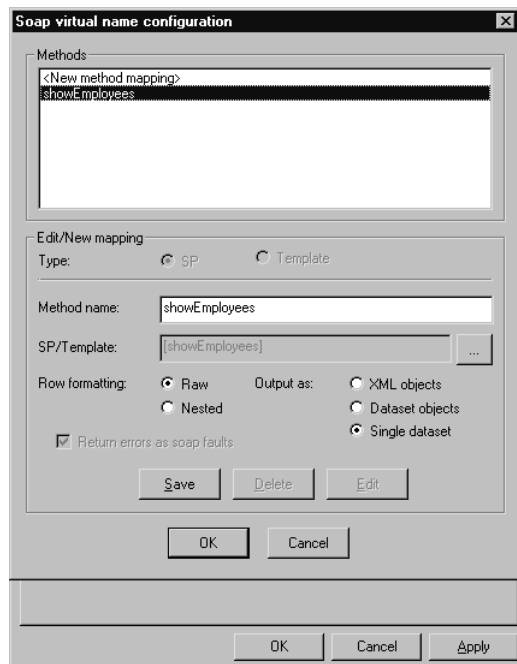 Soap virtual name configuration
Methods
<New method mapping>
showEmployees
Edit/New mapping
Type: SP Template
Method name: showEmployees
SP/Template: [showEmployees] ...
Row formatting: Raw Output as: XML objects
Nested Dataset objects
Single dataset
Return errors as soap faults
Save Delete Edit
OK Cancel
OK Cancel Apply